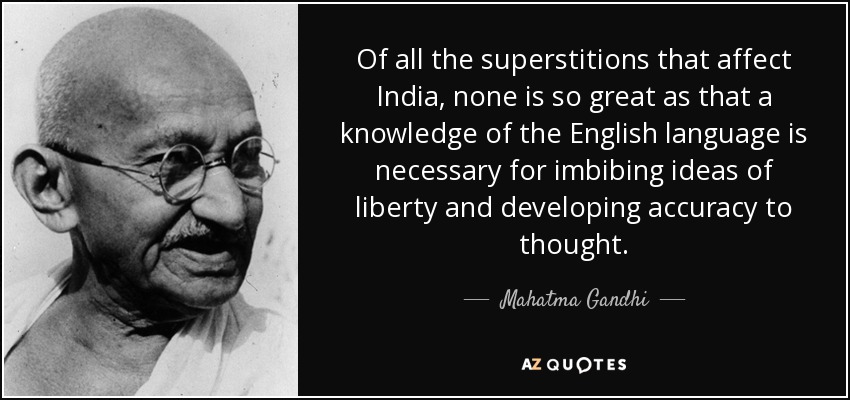 Of all the superstitions that affect
India, none is so great as that a
knowledge of the English language is
necessary for imbibing ideas of
liberty and developing accuracy to
thought.
Mahatma Gandhi
AZ QUOTES